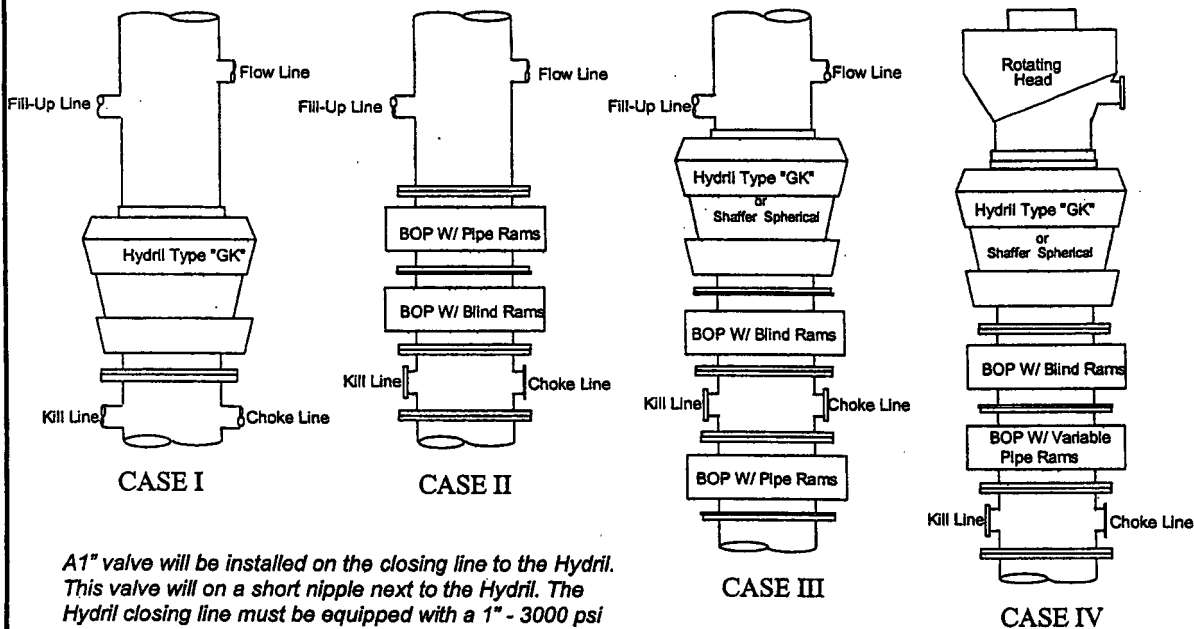 Flow Line
Fill-Up Line
Hydril Type "GK"
Kill Line
Choke Line
CASE I
Flow Line
Fill-Up Line
BOP W/ Pipe Rams
BOP W/ Blind Rams
Kill Line
Choke Line
CASE II
Flow Line
Fill-Up Line
Hydril Type "GK"
or
Shaffer Spherical
BOP W/ Blind Rams
Kill Line
Choke Line
BOP W/ Pipe Rams
CASE III
Rotating
Head
Hydril Type "GK"
or
Shaffer Spherical
BOP W/ Blind Rams
BOP W/ Variable
Pipe Rams
Kill Line
Choke Line
CASE IV
A1" valve will be installed on the closing line to the Hydril.
This valve will on a short nipple next to the Hydril. The
Hydril closing line must be equipped with a 1" - 3000 psi